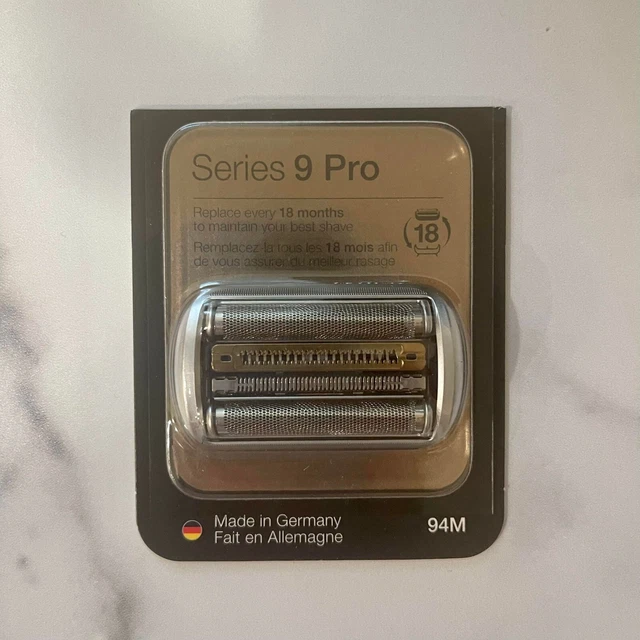 Series 9 Pro
Replace every 18 months
to maintain your best shave
Remplacez-la tous les 18 mois afin
de vous assurer du meilleur rasage
18
Made in Germany
Fait en Allemagne
94M